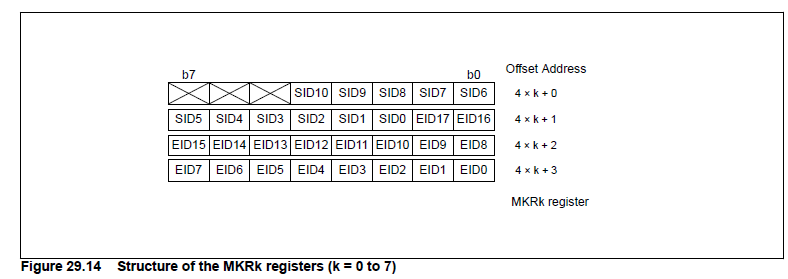 b7 b0 Offset Address
SID10 SID9 SID8 SID7 SID6 4 × k + 0
SID5 SID4 SID3 SID2 SID1 SID0 EID17 EID16 4 × k + 1
EID15 EID14 EID13 EID12 EID11 EID10 EID9 EID8 4 × k + 2
EID7 EID6 EID5 EID4 EID3 EID2 EID1 EID0 4 × k + 3
MKRk register
Figure 29.14 Structure of the MKRk registers (k = 0 to 7)